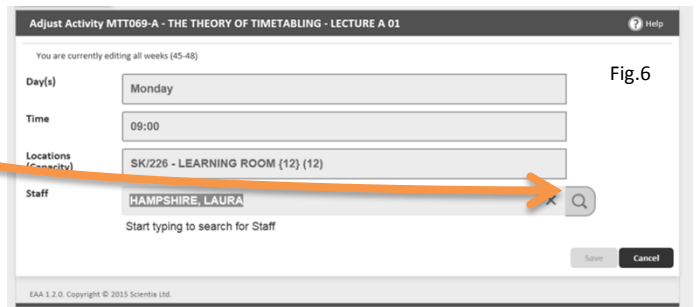 Adjust Activity MTT069-A - THE THEORY OF TIMETABLING - LECTURE A 01 ? Help
You are currently editing all weeks (45-48)
Fig.6
Day(s) Monday
Time 09:00
Locations (Capacity) SK/226 - LEARNING ROOM {12} (12)
Staff HAMPSHIRE, LAURA ×
Start typing to search for Staff
Save Cancel
EAA 1.2.0. Copyright © 2015 Scientia Ltd.